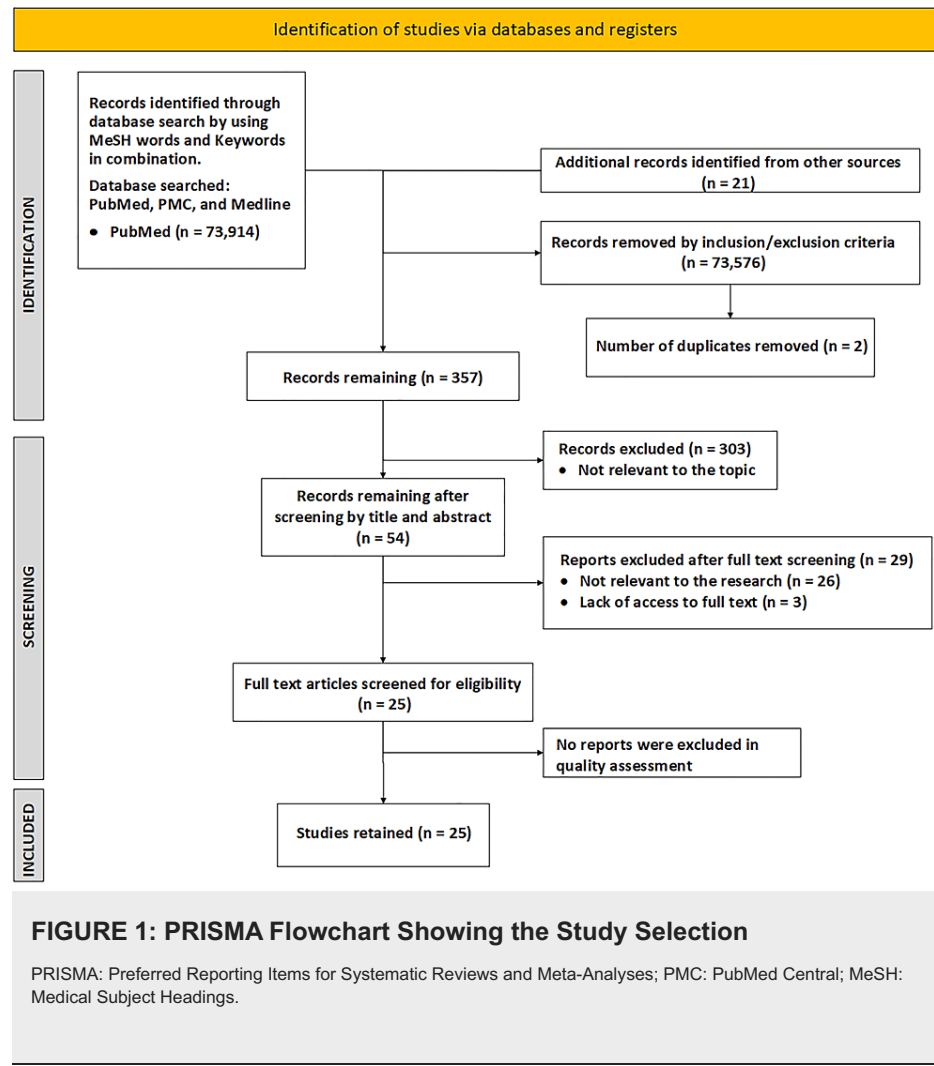 Identification of studies via databases and registers
IDENTIFICATION
Records identified through
database search by using
MeSH words and Keywords
in combination.
Database searched:
PubMed, PMC, and Medline
• PubMed (n = 73,914)
Additional records identified from other sources
(n = 21)
Records removed by inclusion/exclusion criteria
(n = 73,576)
Number of duplicates removed (n = 2)
Records remaining (n = 357)
SCREENING
Records excluded (n = 303)
• Not relevant to the topic
Records remaining after
screening by title and abstract
(n = 54)
Reports excluded after full text screening (n = 29)
• Not relevant to the research (n = 26)
• Lack of access to full text (n = 3)
Full text articles screened for eligibility
(n = 25)
No reports were excluded in
quality assessment
INCLUDED
Studies retained (n = 25)
FIGURE 1: PRISMA Flowchart Showing the Study Selection
PRISMA: Preferred Reporting Items for Systematic Reviews and Meta-Analyses; PMC: PubMed Central; MeSH:
Medical Subject Headings.